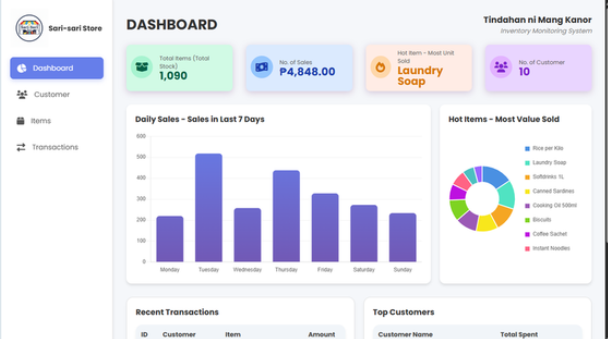 Sari-sari Store
Dashboard
Customer
Items
Transactions
DASHBOARD
Tindahan ni Mang Kanor
Inventory Monitoring System
Total Items (Total
Stock)
1,090
No. of Sales
₱4,848.00
Hot Item - Most Unit
Sold
Laundry
Soap
No. of Customer
10
Daily Sales - Sales in Last 7 Days
600
500
400
300
200
100
0
Monday
Tuesday
Wednesday
Thursday
Friday
Saturday
Sunday
Hot Items - Most Value Sold
Rice per Kilo
Laundry Soap
Softdrinks 1L
Canned Sardines
Cooking Oil 500ml
Biscuits
Coffee Sachet
Instant Noodles
Recent Transactions
ID Customer Item Amount
Top Customers
Customer Name Total Spent